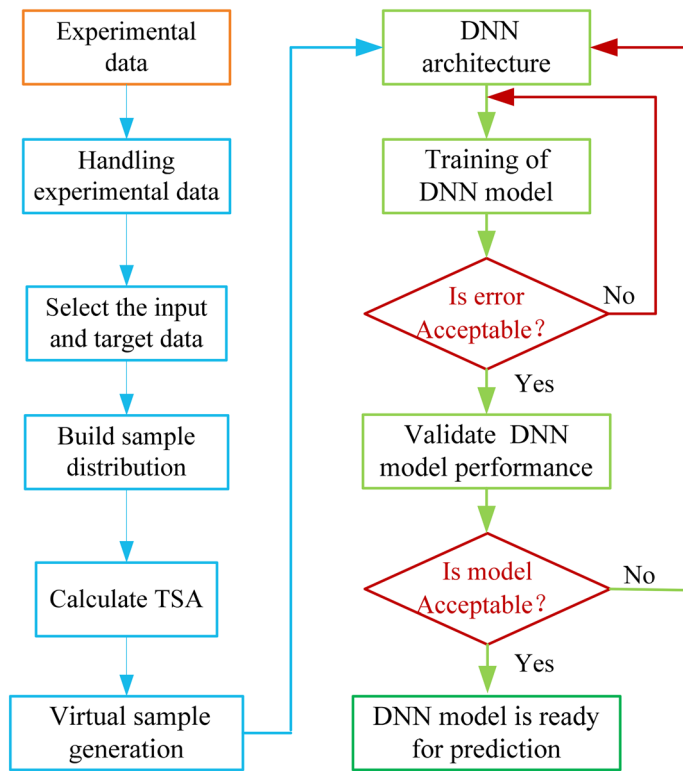 Experimental
data
Handling
experimental data
Select the input
and target data
Build sample
distribution
Calculate TSA
Virtual sample
generation
DNN
architecture
Training of
DNN model
Is error
Acceptable？
No
Yes
Validate DNN
model performance
Is model
Acceptable？
No
Yes
DNN model is ready
for prediction